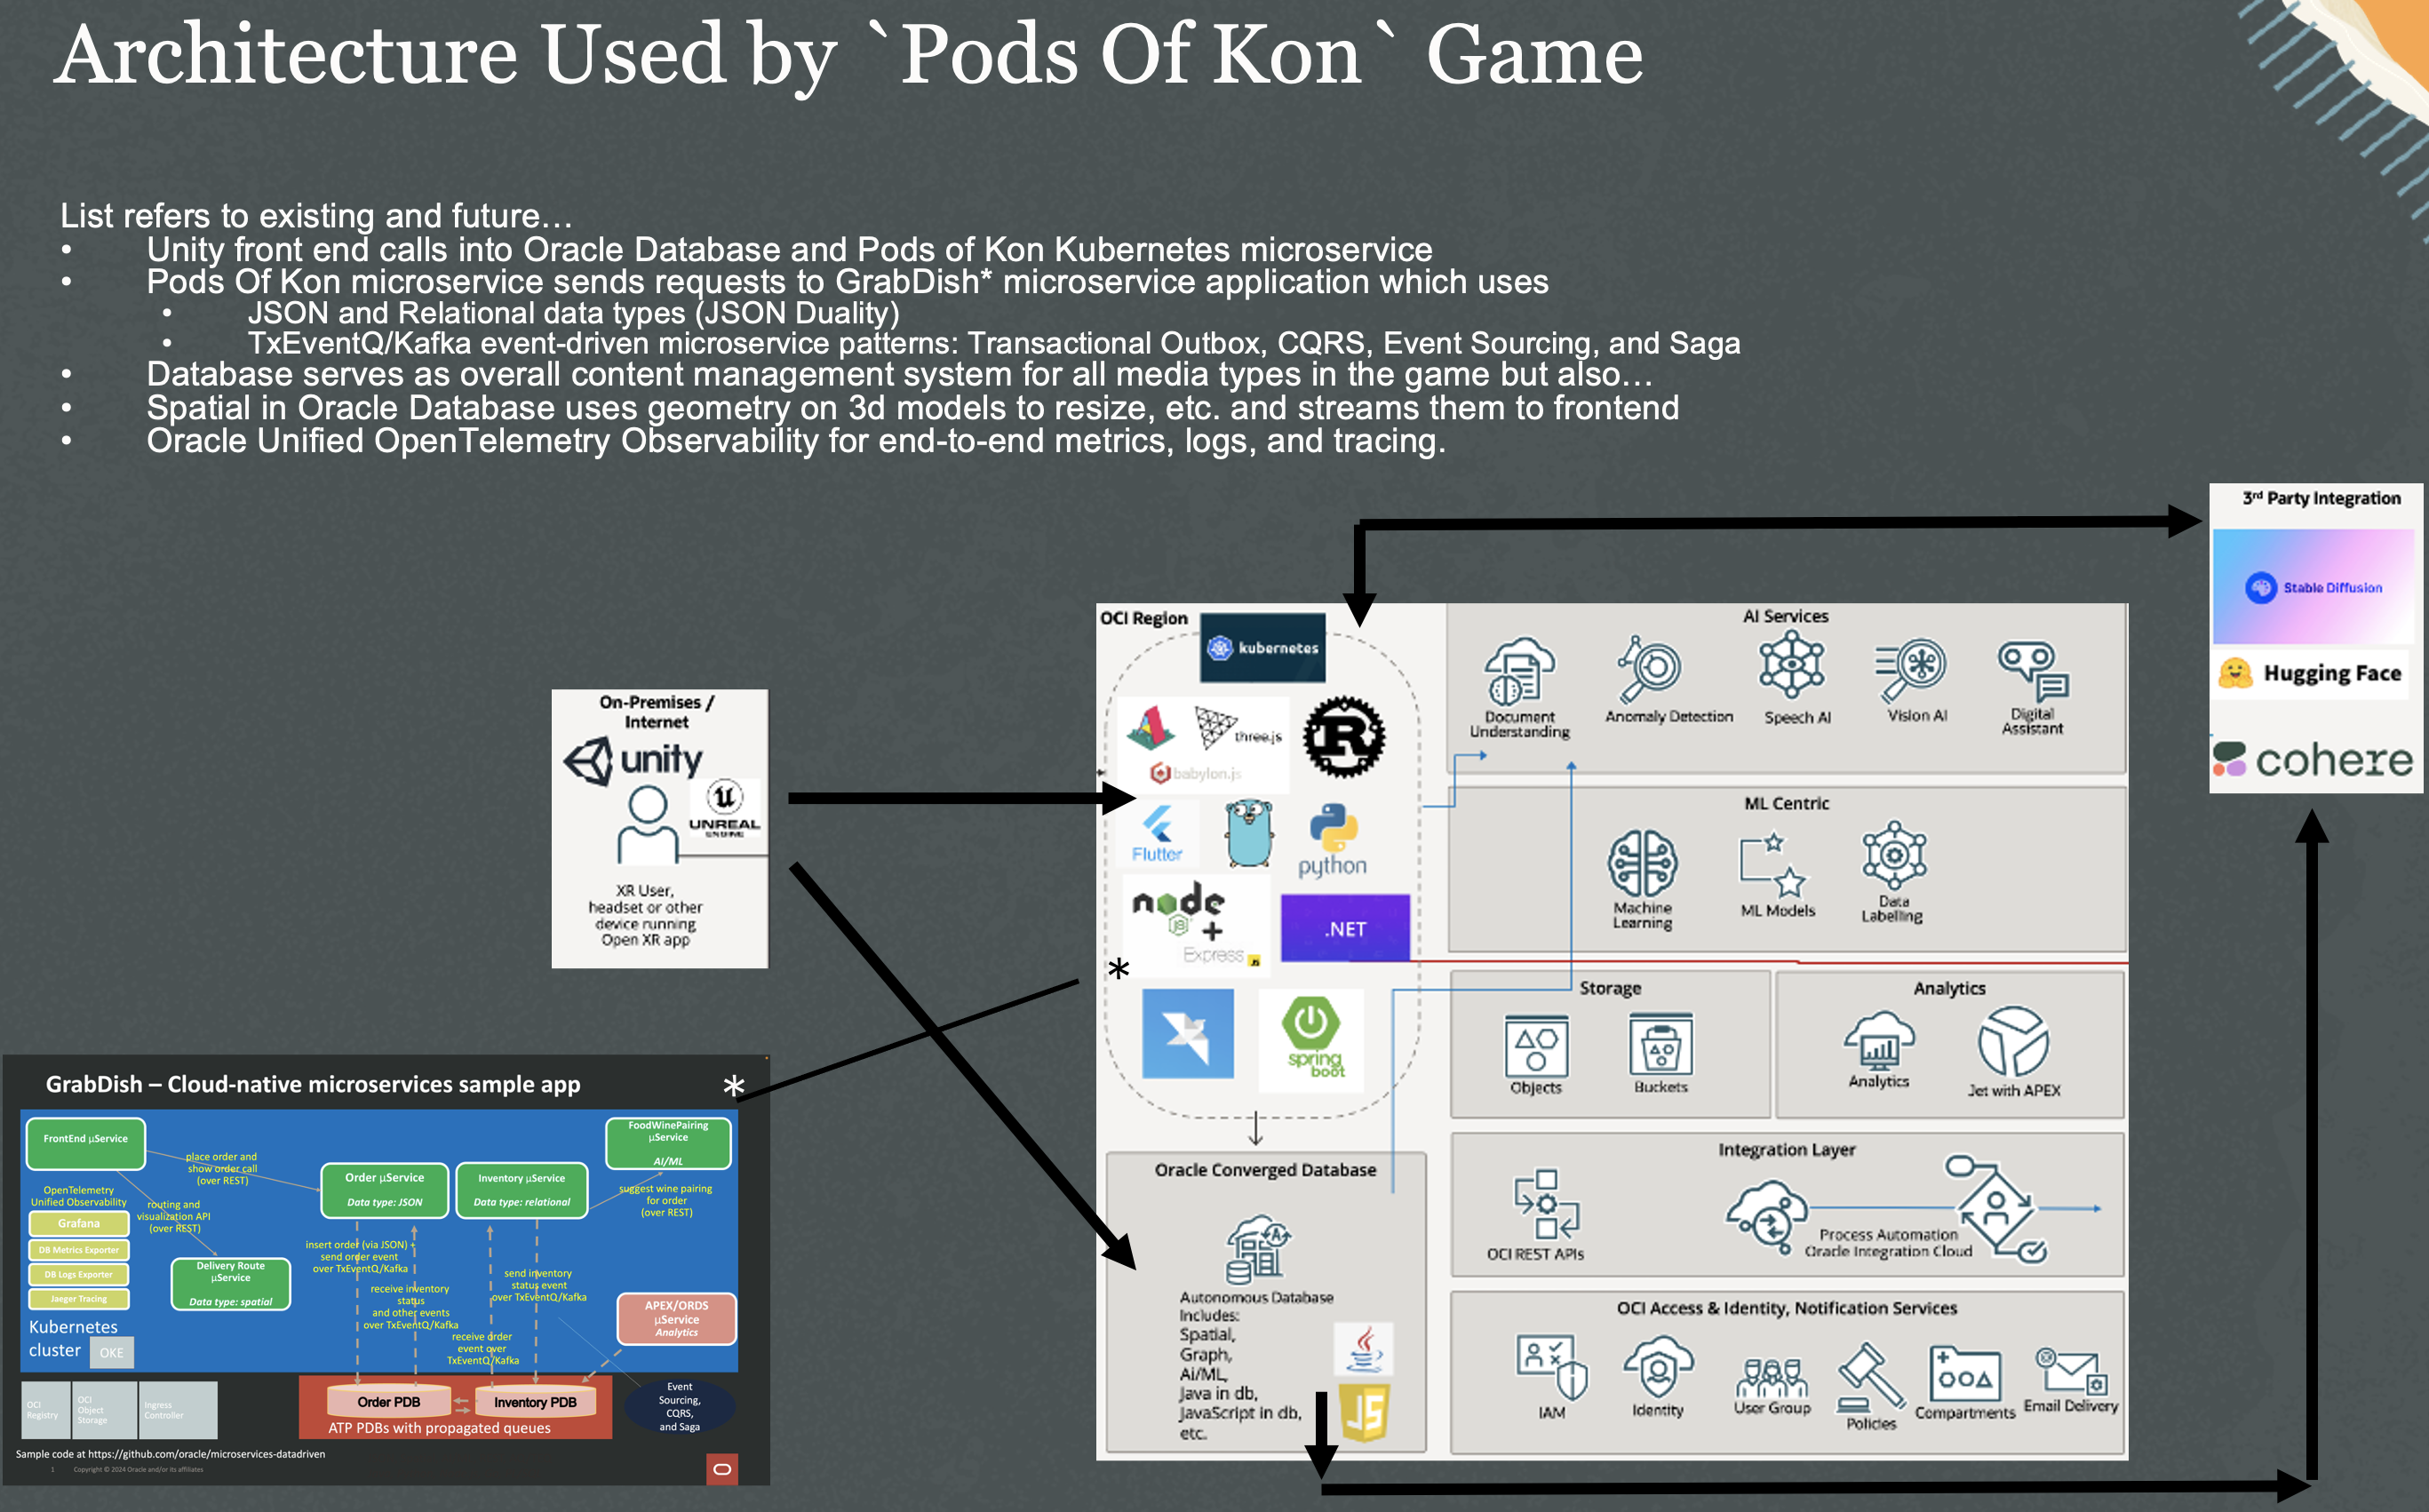 Architecture Used by `Pods Of Kon` Game
List refers to existing and future…
• Unity front end calls into Oracle Database and Pods of Kon Kubernetes microservice
• Pods Of Kon microservice sends requests to GrabDish* microservice application which uses
• JSON and Relational data types (JSON Duality)
• TxEventQ/Kafka event-driven microservice patterns: Transactional Outbox, CQRS, Event Sourcing, and Saga
• Database serves as overall content management system for all media types in the game but also…
• Spatial in Oracle Database uses geometry on 3d models to resize, etc. and streams them to frontend
• Oracle Unified OpenTelemetry Observability for end-to-end metrics, logs, and tracing.
3rd Party Integration
Stable Diffusion
Hugging Face
cohere
On-Premises /
Internet
unity
UNREAL
ENGINE
XR User,
headset or other
device running
Open XR app
OCI Region
kubernetes
three.js
babylon.js
R
Flutter
python
node
JS
+
Express
JS
.NET
*
spring
boot
Oracle Converged Database
Autonomous Database
Includes:
Spatial,
Graph,
Ai/ML,
Java in db,
JavaScript in db,
etc.
JS
AI Services
Document
Understanding
Anomaly Detection
Speech AI
Vision AI
Digital
Assistant
ML Centric
Machine
Learning
ML Models
Data
Labelling
Storage
Objects
Buckets
Analytics
Analytics
Jet with APEX
Integration Layer
OCI REST APIs
Process Automation
Oracle Integration Cloud
OCI Access & Identity, Notification Services
IAM
Identity
User Group
Policies
Compartments
Email Delivery
GrabDish – Cloud-native microservices sample app
*
FrontEnd µService
place order and
show order call
(over REST)
OpenTelemetry
Unified Observability
Grafana
DB Metrics Exporter
DB Logs Exporter
Jaeger Tracing
routing and
visualization API
(over REST)
Delivery Route
µService
Data type: spatial
Order µService
Data type: JSON
Inventory µService
Data type: relational
FoodWinePairing
µService
AI/ML
suggest wine pairing
for order
(over REST)
insert order (via JSON) +
send order event
over TxEventQ/Kafka
receive inventory
status
and other events
over TxEventQ/Kafka
send inventory
status event
over TxEventQ/Kafka
receive order
event over
TxEventQ/Kafka
APEX/ORDS
µService
Analytics
Kubernetes
cluster
OKE
OCI
Registry
OCI
Object
Storage
Ingress
Controller
Order PDB
Inventory PDB
ATP PDBs with propagated queues
Event
Sourcing,
CQRS,
and Saga
Sample code at https://github.com/oracle/microservices-datadriven
1 Copyright © 2024 Oracle and/or its affiliates